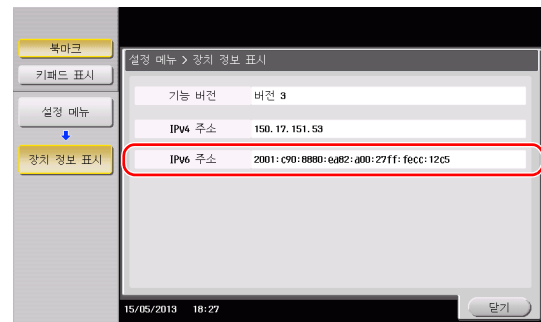 북마크
키패드 표시
설정 메뉴
장치 정보 표시
설정 메뉴 > 장치 정보 표시
기능 버전 버전 3
IPv4 주소 150.17.151.53
IPv6 주소 2001:c90:8880:ea82:a00:27ff:fecc:12c5
15/05/2013 18:27
닫기